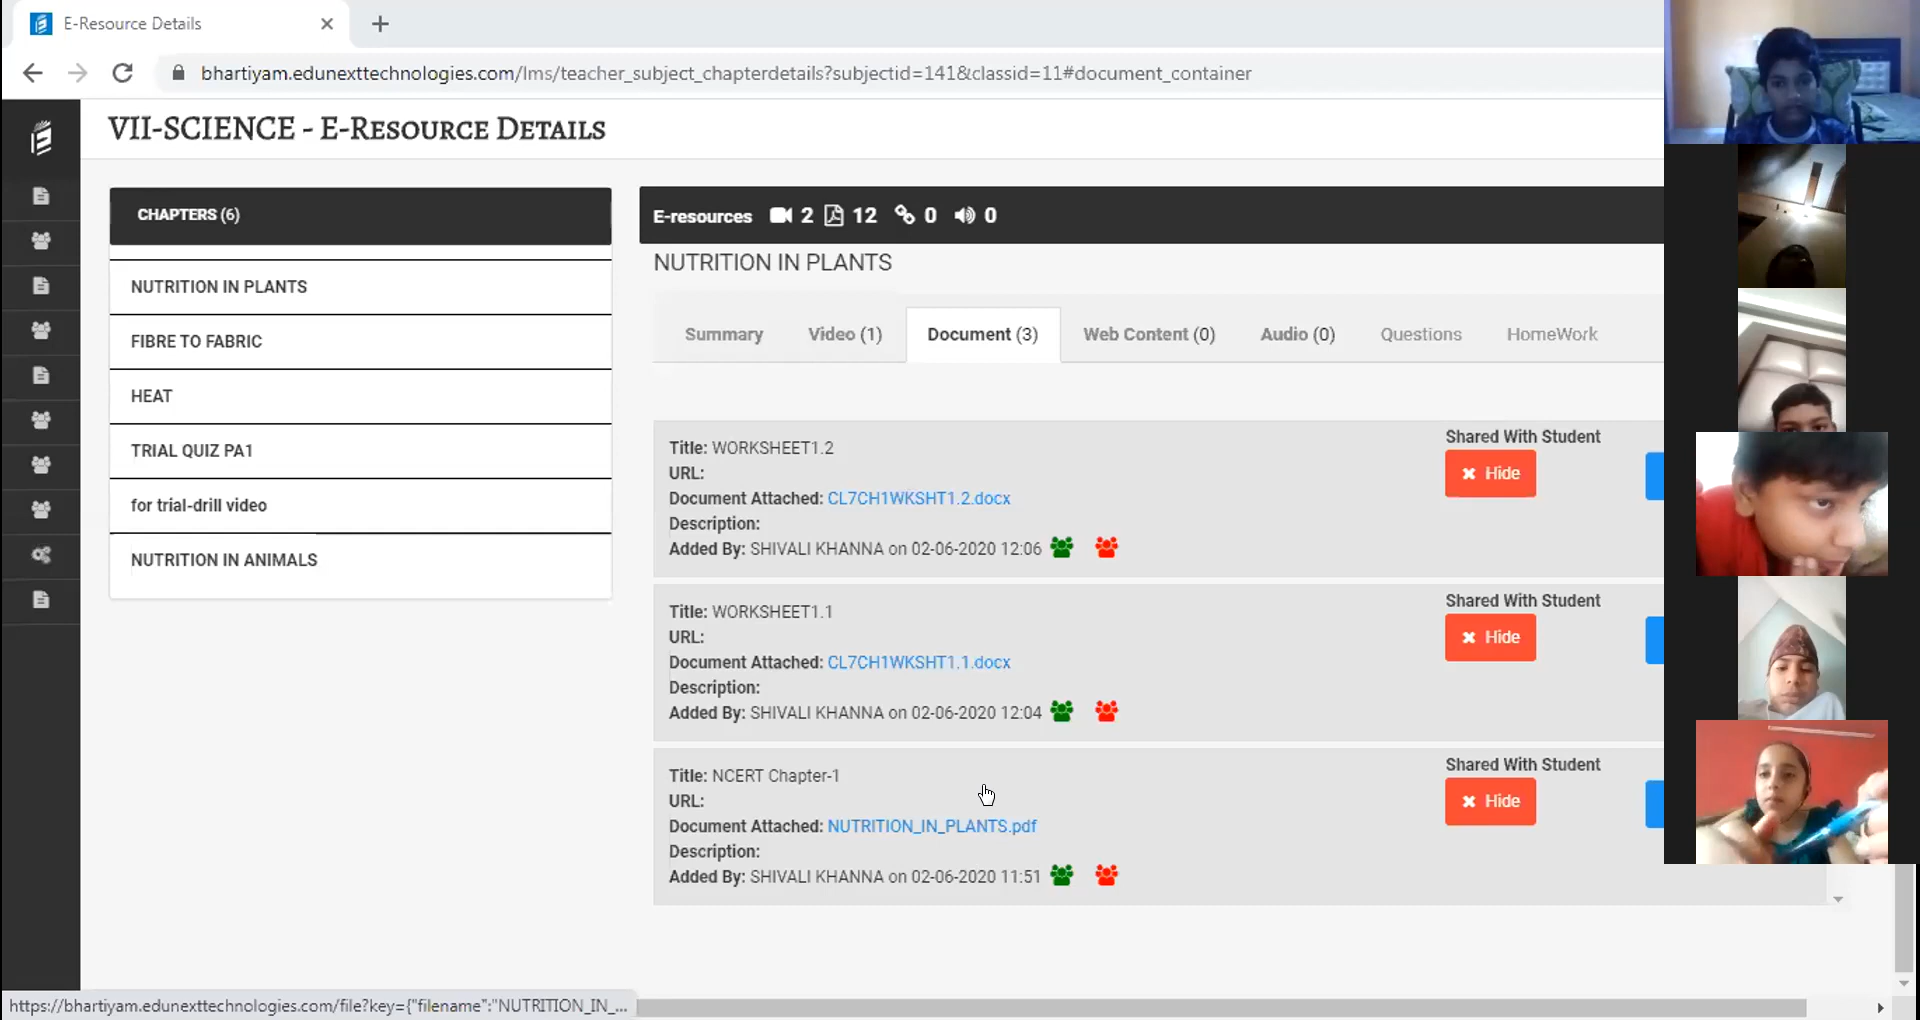 E-Resource Details
bhartiyam.edunexttechnologies.com/lms/teacher_subject_chapterdetails?subjectid=141&classid=11#document_container
VII-SCIENCE - E-Resource Details
CHAPTERS (6)
NUTRITION IN PLANTS
FIBRE TO FABRIC
HEAT
TRIAL QUIZ PA1
for trial-drill video
NUTRITION IN ANIMALS
E-resources 2 12 0 0
NUTRITION IN PLANTS
Summary Video (1) Document (3) Web Content (0) Audio (0) Questions HomeWork
Title: WORKSHEET1.2
URL:
Document Attached: CL7CH1WKSHT1.2.docx
Description:
Added By: SHIVALI KHANNA on 02-06-2020 12:06
Shared With Student
Hide
Title: WORKSHEET1.1
URL:
Document Attached: CL7CH1WKSHT1.1.docx
Description:
Added By: SHIVALI KHANNA on 02-06-2020 12:04
Shared With Student
Hide
Title: NCERT Chapter-1
URL:
Document Attached: NUTRITION_IN_PLANTS.pdf
Description:
Added By: SHIVALI KHANNA on 02-06-2020 11:51
Shared With Student
Hide
https://bhartiyam.edunexttechnologies.com/file?key={"filename":"NUTRITION_IN_...